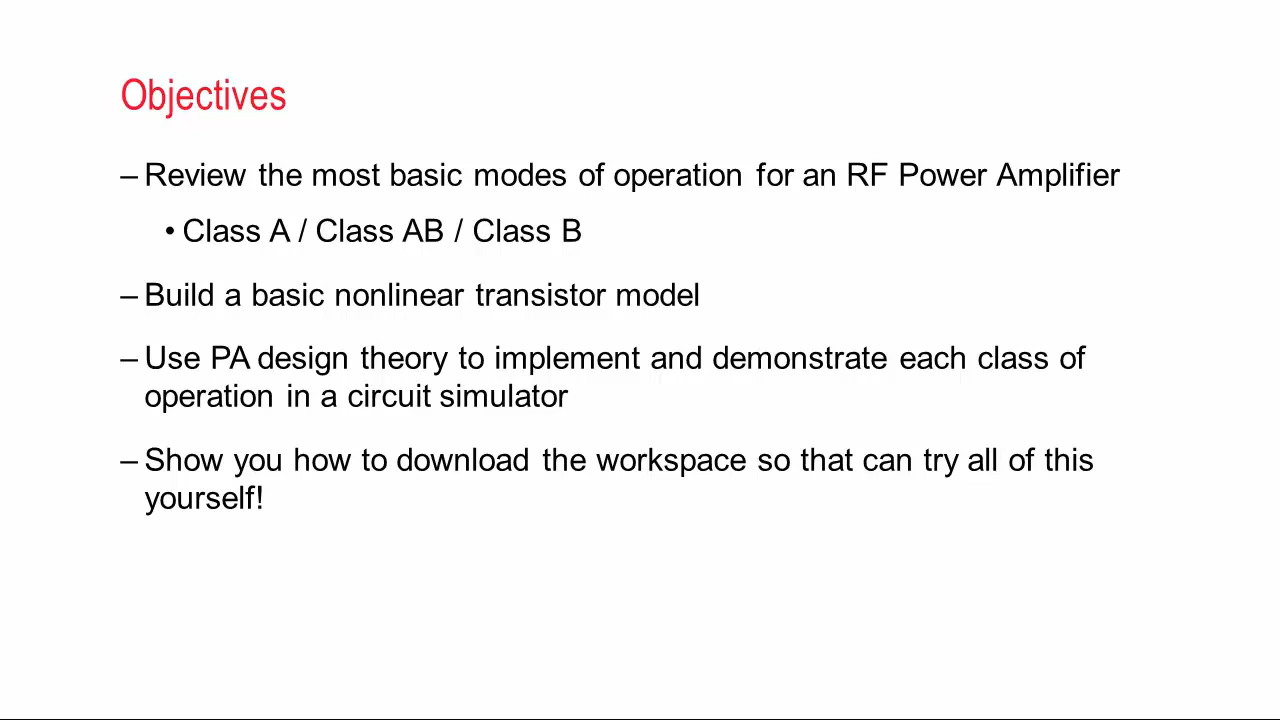 Objectives
– Review the most basic modes of operation for an RF Power Amplifier
• Class A / Class AB / Class B
– Build a basic nonlinear transistor model
– Use PA design theory to implement and demonstrate each class of
operation in a circuit simulator
– Show you how to download the workspace so that can try all of this
yourself!